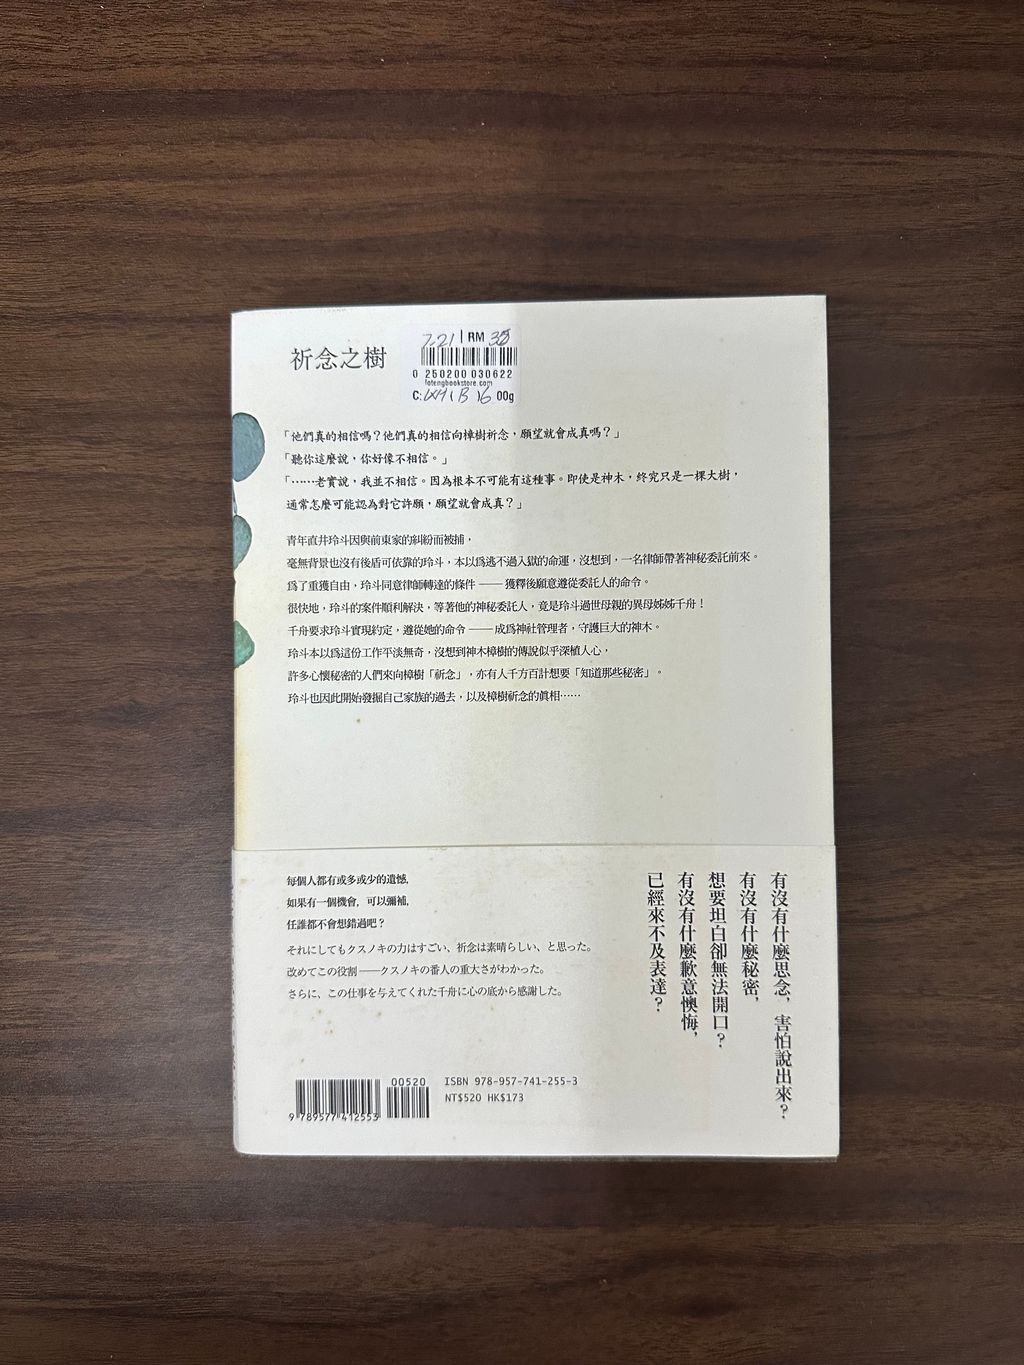 祈念之樹
7-21 | RM 35
0 250200 030622
fotengbookstore.com
00g
「他們真的相信嗎？他們真的相信向樟樹祈念，願望就會成真嗎？」
「聽你這麼說，你好像不相信。」
「……老實說，我並不相信。因為根本不可能有這種事。即使是神木，終究只是一棵大樹，
通常怎麼可能認為對它許願，願望就會成真？」
青年直井玲斗因與前東家的糾紛而被捕，
毫無背景也沒有後盾可依靠的玲斗，本以為逃不過入獄的命運，沒想到，一名律師帶著神秘委託前來。
為了重獲自由，玲斗同意律師轉達的條件——獲釋後願意遵從委託人的命令。
很快地，玲斗的案件順利解決，等著他的神秘委託人，竟是玲斗過世母親的異母姊姊千舟！
千舟要求玲斗實現約定，遵從她的命令——成為神社管理者，守護巨大的神木。
玲斗本以為這份工作平淡無奇，沒想到神木樟樹的傳說似乎深植人心，
許多心懷秘密的人們來向樟樹「祈念」，亦有人千方百計想要「知道那些秘密」。
玲斗也因此開始發掘自己家族的過去，以及樟樹祈念的真相……
有沒有什麼思念，害怕說出來？
有沒有什麼秘密，
想要坦白卻無法開口？
有沒有什麼歉意懊悔，
已經來不及表達？
每個人都有或多或少的遺憾，
如果有一個機會，可以彌補，
任誰都不會想錯過吧？
それにしてもクスノキの力はすごい、祈念は素晴らしい、と思った。
改めてこの役割——クスノキの番人の重大さがわかった。
さらに、この仕事を与えてくれた千舟に心の底から感謝した。
00520
9 789577 412553
ISBN 978-957-741-255-3
NT$520 HK$173